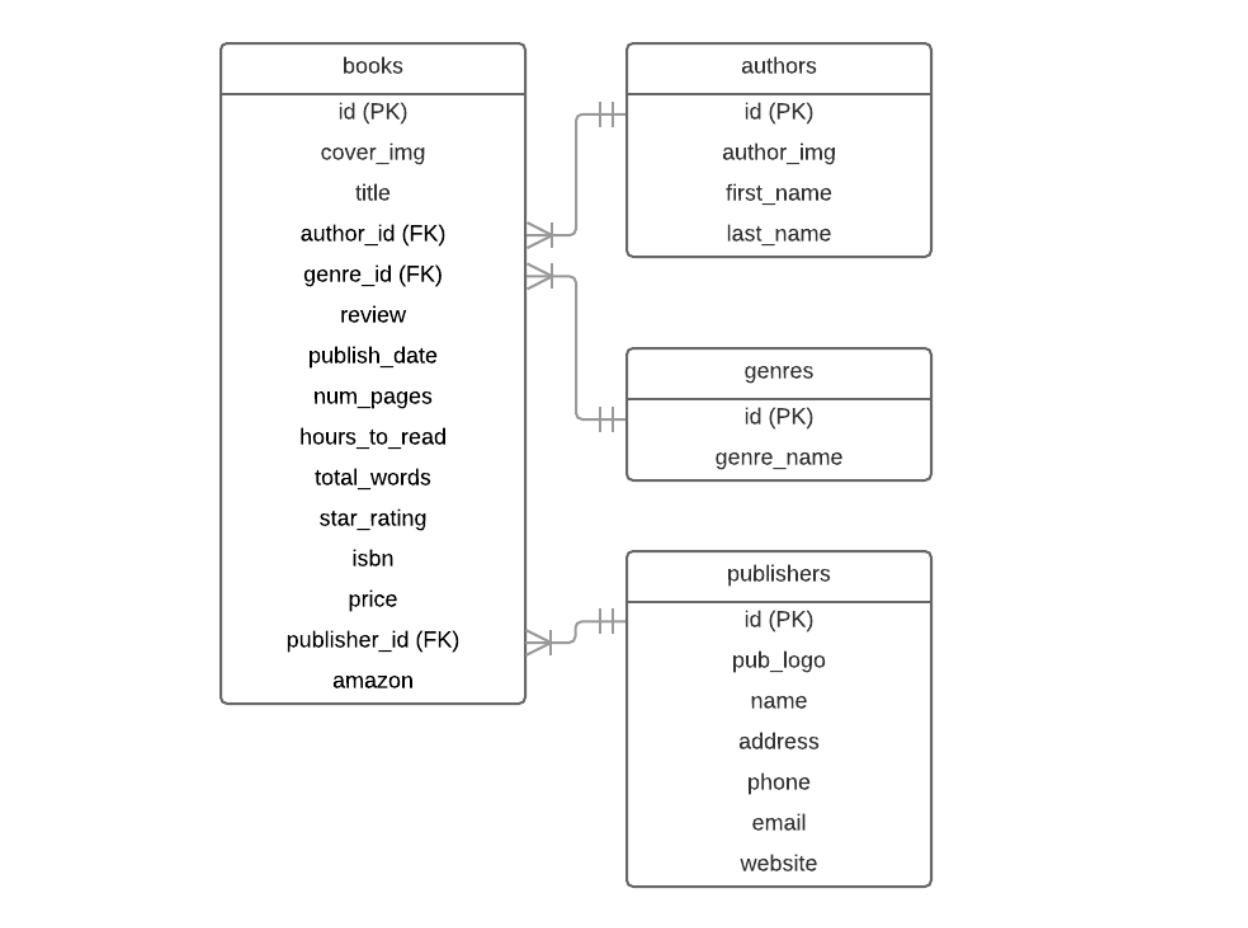 books
id (PK)
cover_img
title
author_id (FK)
genre_id (FK)
review
publish_date
num_pages
hours_to_read
total_words
star_rating
isbn
price
publisher_id (FK)
amazon
authors
id (PK)
author_img
first_name
last_name
genres
id (PK)
genre_name
publishers
id (PK)
pub_logo
name
address
phone
email
website